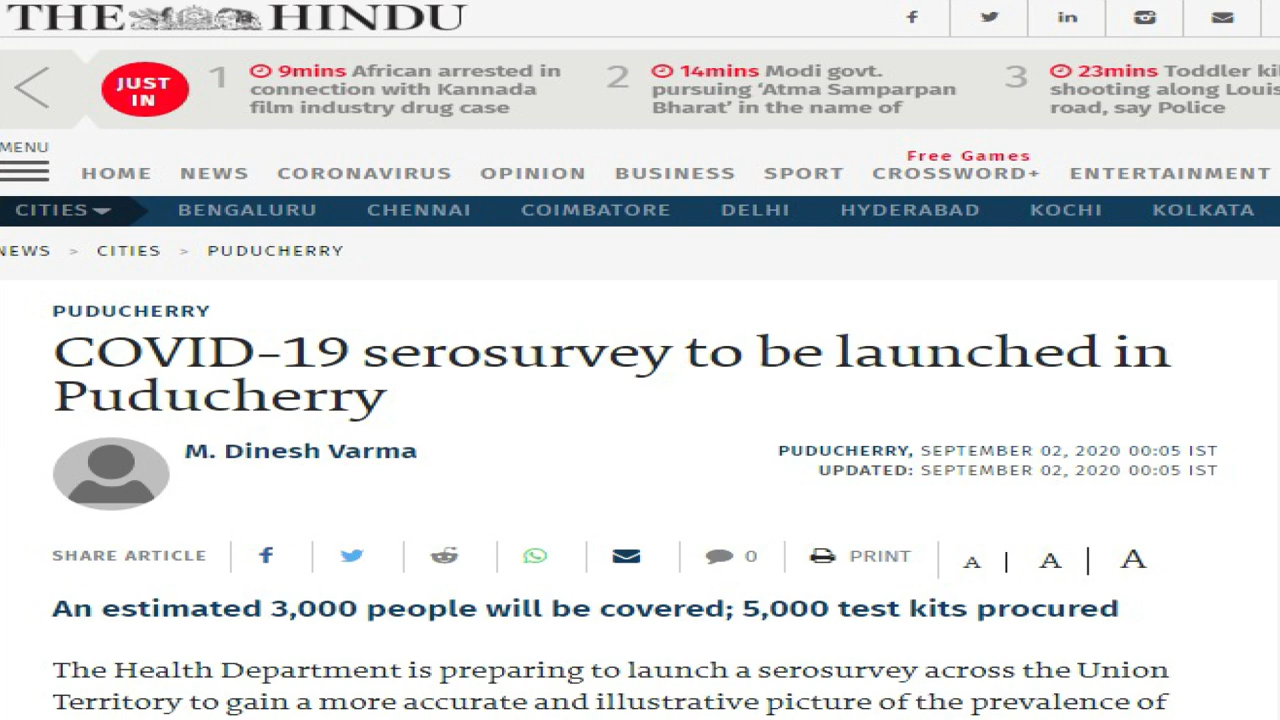 THE HINDU
JUST IN
1 9mins African arrested in
connection with Kannada
film industry drug case
2 14mins Modi govt.
pursuing ‘Atma Samparpan
Bharat’ in the name of
3 23mins Toddler
shooting along
road, say Police
MENU
Free Games
HOME NEWS CORONAVIRUS OPINION BUSINESS SPORT CROSSWORD+ ENTERTAINMENT
CITIES BENGALURU CHENNAI COIMBATORE DELHI HYDERABAD KOCHI KOLKATA
NEWS > CITIES > PUDUCHERRY
PUDUCHERRY
COVID-19 serosurvey to be launched in
Puducherry
M. Dinesh Varma
PUDUCHERRY, SEPTEMBER 02, 2020 00:05 IST
UPDATED: SEPTEMBER 02, 2020 00:05 IST
SHARE ARTICLE 0 PRINT A | A | A
An estimated 3,000 people will be covered; 5,000 test kits procured
The Health Department is preparing to launch a serosurvey across the Union
Territory to gain a more accurate and illustrative picture of the prevalence of